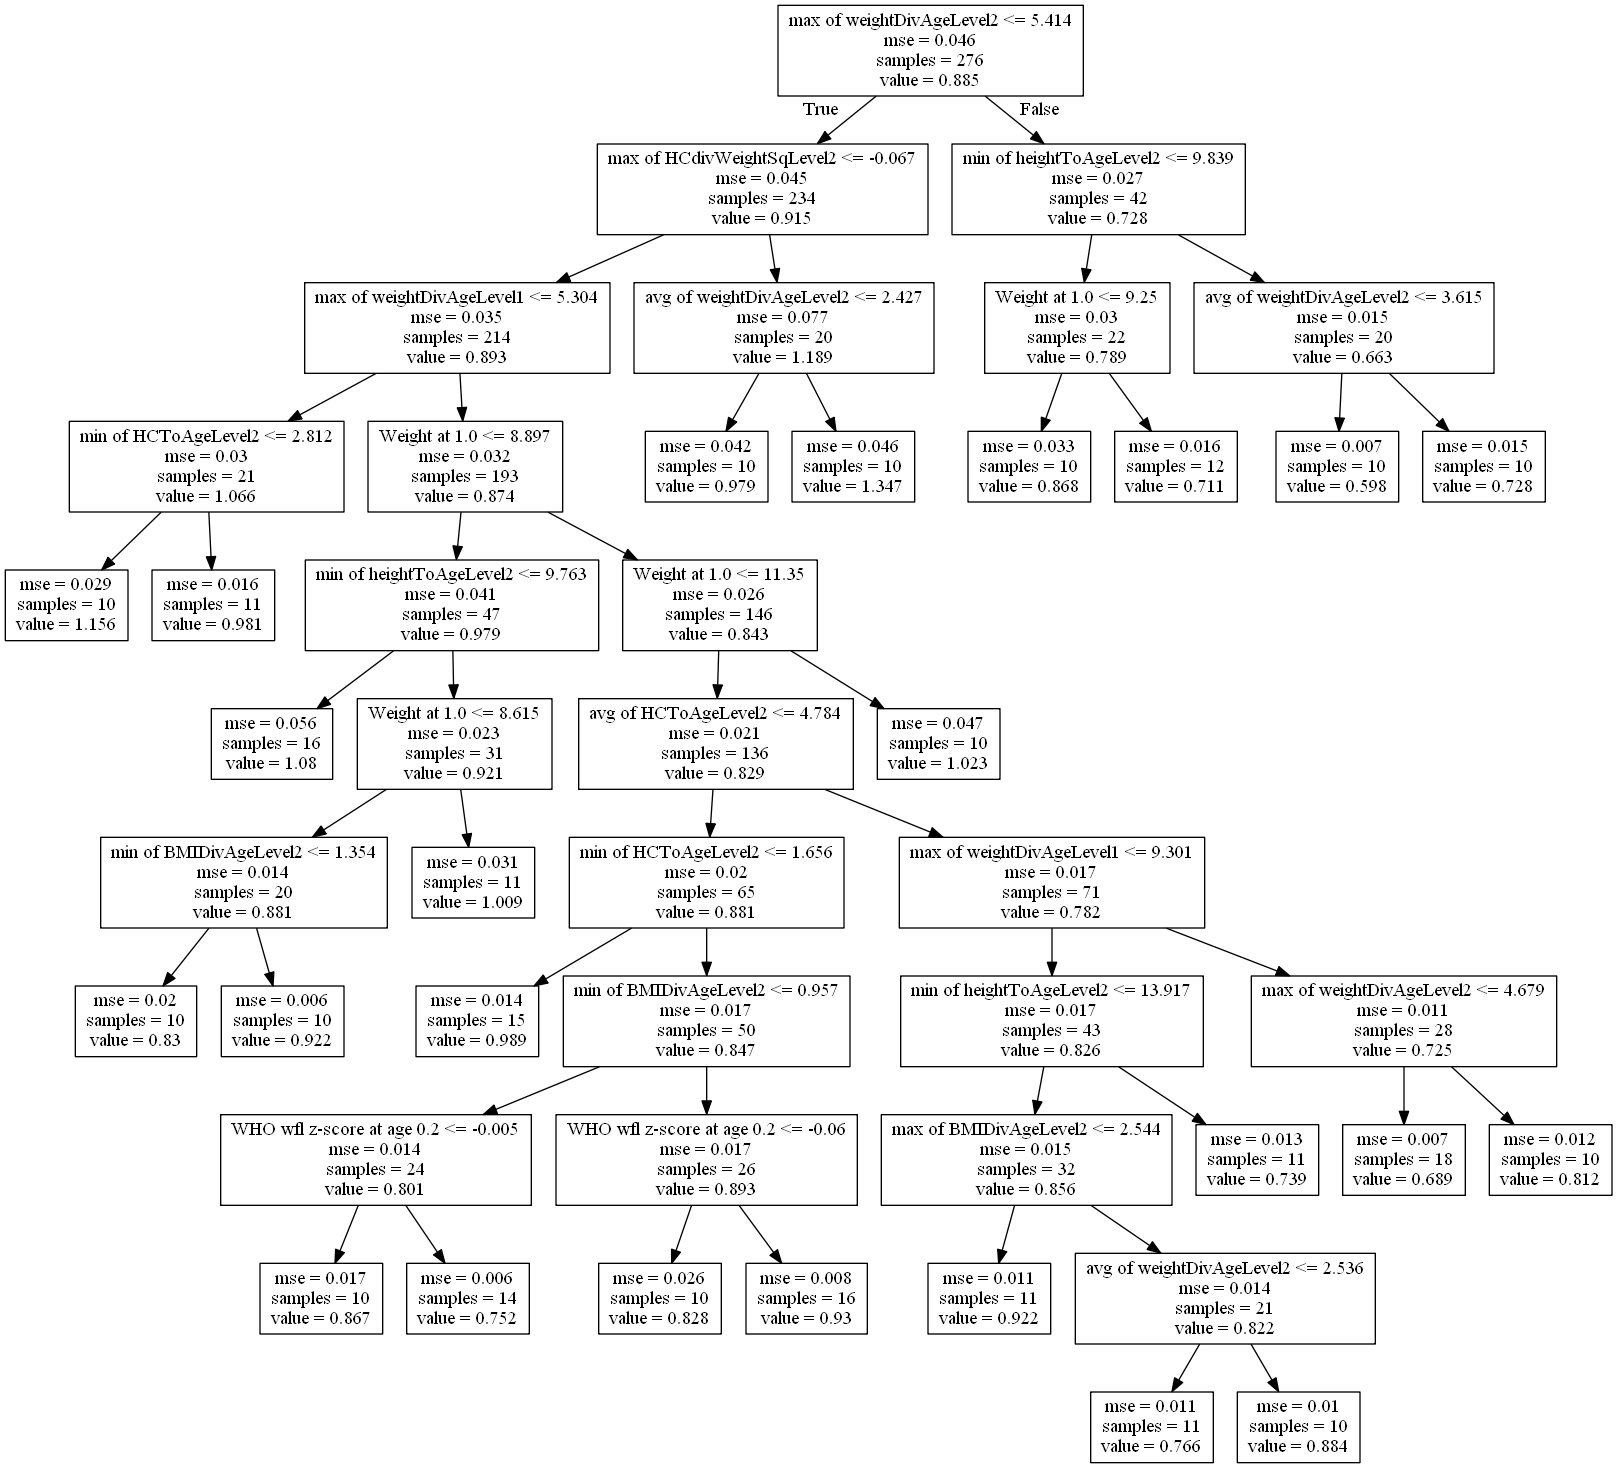 max of weightDivAgeLevel2 <= 5.414
mse = 0.046
samples = 276
value = 0.885
True
False
max of HCdivWeightSqLevel2 <= -0.067
mse = 0.045
samples = 234
value = 0.915
min of heightToAgeLevel2 <= 9.839
mse = 0.027
samples = 42
value = 0.728
max of weightDivAgeLevel1 <= 5.304
mse = 0.035
samples = 214
value = 0.893
avg of weightDivAgeLevel2 <= 2.427
mse = 0.077
samples = 20
value = 1.189
Weight at 1.0 <= 9.25
mse = 0.03
samples = 22
value = 0.789
avg of weightDivAgeLevel2 <= 3.615
mse = 0.015
samples = 20
value = 0.663
min of HCToAgeLevel2 <= 2.812
mse = 0.03
samples = 21
value = 1.066
Weight at 1.0 <= 8.897
mse = 0.032
samples = 193
value = 0.874
mse = 0.042
samples = 10
value = 0.979
mse = 0.046
samples = 10
value = 1.347
mse = 0.033
samples = 10
value = 0.868
mse = 0.016
samples = 12
value = 0.711
mse = 0.007
samples = 10
value = 0.598
mse = 0.015
samples = 10
value = 0.728
mse = 0.029
samples = 10
value = 1.156
mse = 0.016
samples = 11
value = 0.981
min of heightToAgeLevel2 <= 9.763
mse = 0.041
samples = 47
value = 0.979
Weight at 1.0 <= 11.35
mse = 0.026
samples = 146
value = 0.843
mse = 0.056
samples = 16
value = 1.08
Weight at 1.0 <= 8.615
mse = 0.023
samples = 31
value = 0.921
avg of HCToAgeLevel2 <= 4.784
mse = 0.021
samples = 136
value = 0.829
mse = 0.047
samples = 10
value = 1.023
min of BMIDivAgeLevel2 <= 1.354
mse = 0.014
samples = 20
value = 0.881
mse = 0.031
samples = 11
value = 1.009
min of HCToAgeLevel2 <= 1.656
mse = 0.02
samples = 65
value = 0.881
max of weightDivAgeLevel1 <= 9.301
mse = 0.017
samples = 71
value = 0.782
mse = 0.02
samples = 10
value = 0.83
mse = 0.006
samples = 10
value = 0.922
mse = 0.014
samples = 15
value = 0.989
min of BMIDivAgeLevel2 <= 0.957
mse = 0.017
samples = 50
value = 0.847
min of heightToAgeLevel2 <= 13.917
mse = 0.017
samples = 43
value = 0.826
max of weightDivAgeLevel2 <= 4.679
mse = 0.011
samples = 28
value = 0.725
WHO wfl z-score at age 0.2 <= -0.005
mse = 0.014
samples = 24
value = 0.801
WHO wfl z-score at age 0.2 <= -0.06
mse = 0.017
samples = 26
value = 0.893
max of BMIDivAgeLevel2 <= 2.544
mse = 0.015
samples = 32
value = 0.856
mse = 0.013
samples = 11
value = 0.739
mse = 0.007
samples = 18
value = 0.689
mse = 0.012
samples = 10
value = 0.812
mse = 0.017
samples = 10
value = 0.867
mse = 0.006
samples = 14
value = 0.752
mse = 0.026
samples = 10
value = 0.828
mse = 0.008
samples = 16
value = 0.93
mse = 0.011
samples = 11
value = 0.922
avg of weightDivAgeLevel2 <= 2.536
mse = 0.014
samples = 21
value = 0.822
mse = 0.011
samples = 11
value = 0.766
mse = 0.01
samples = 10
value = 0.884